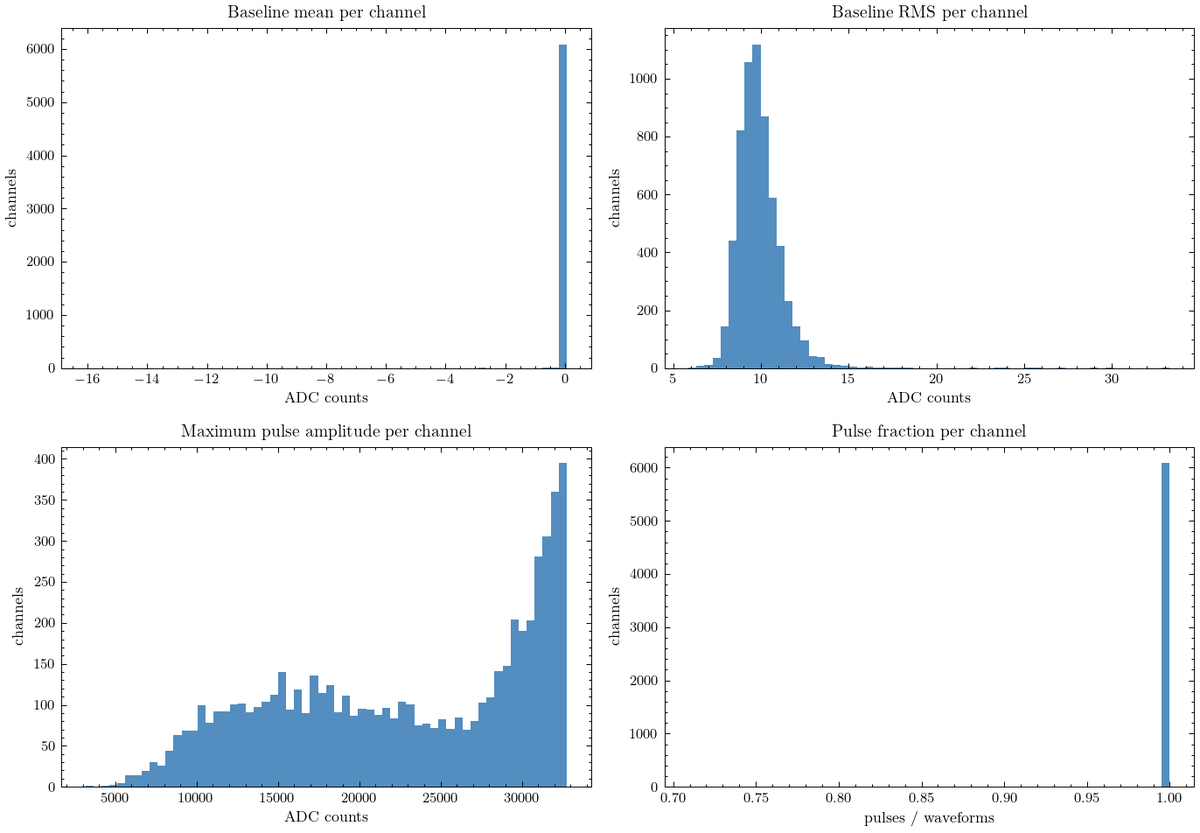 Baseline mean per channel
channels
6000
5000
4000
3000
2000
1000
0
−16 −14 −12 −10 −8 −6 −4 −2 0
ADC counts
Baseline RMS per channel
channels
1000
800
600
400
200
0
5 10 15 20 25 30
ADC counts
Maximum pulse amplitude per channel
channels
400
350
300
250
200
150
100
50
0
5000 10000 15000 20000 25000 30000
ADC counts
Pulse fraction per channel
channels
6000
5000
4000
3000
2000
1000
0
0.70 0.75 0.80 0.85 0.90 0.95 1.00
pulses / waveforms